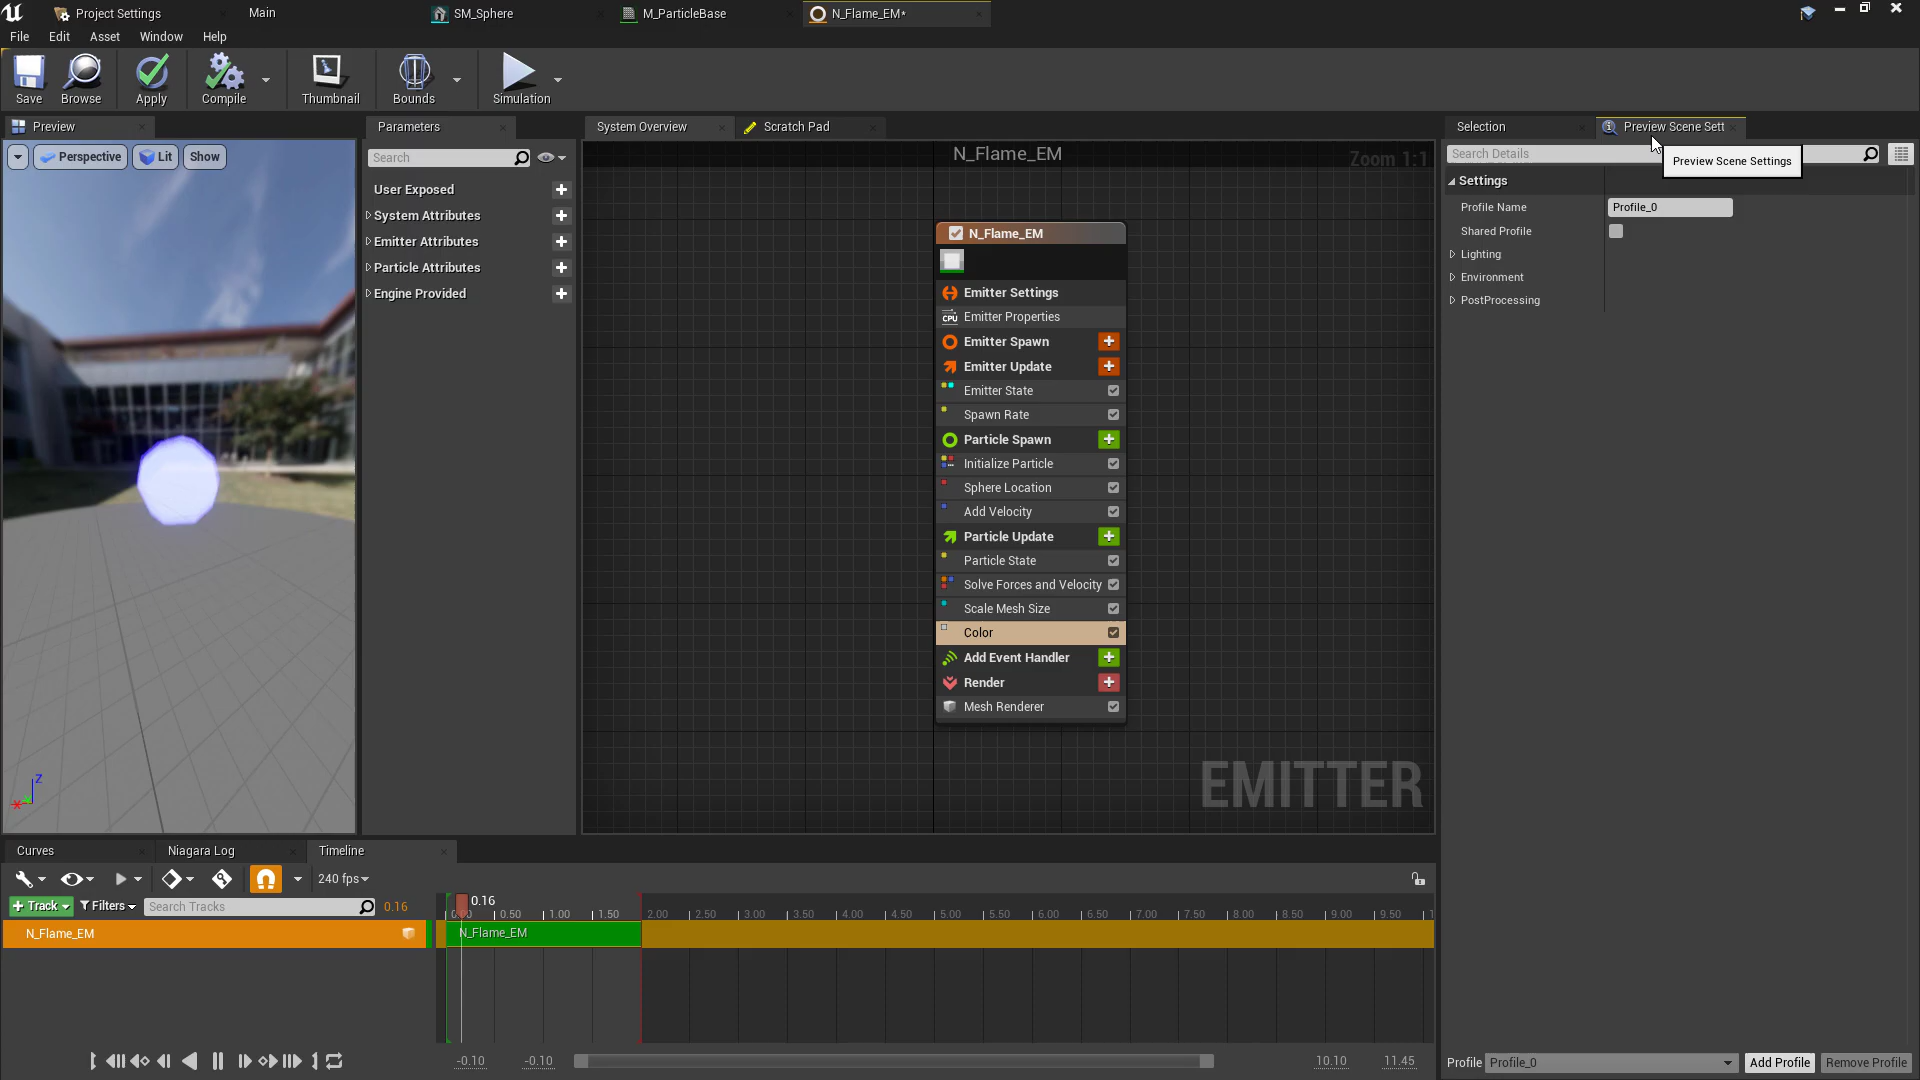 Project Settings
Main
SM_Sphere
M_ParticleBase
N_Flame_EM*
File
Edit
Asset
Window
Help
Save
Browse
Apply
Compile
Thumbnail
Bounds
Simulation
Preview
Parameters
System Overview
Scratch Pad
Selection
Preview Scene Sett
Perspective
Lit
Show
Search
User Exposed
System Attributes
Emitter Attributes
Particle Attributes
Engine Provided
N_Flame_EM
Zoom 1:1
N_Flame_EM
Emitter Settings
CPU
Emitter Properties
Emitter Spawn
Emitter Update
Emitter State
Spawn Rate
Particle Spawn
Initialize Particle
Sphere Location
Add Velocity
Particle Update
Particle State
Solve Forces and Velocity
Scale Mesh Size
Color
Add Event Handler
Render
Mesh Renderer
EMITTER
Search Details
Preview Scene Settings
Settings
Profile Name
Profile_0
Shared Profile
Lighting
Environment
PostProcessing
Z
Curves
Niagara Log
Timeline
240 fps
+ Track
Filters
Search Tracks
0.16
0.16
0.50
1.00
1.50
2.00
2.50
3.00
3.50
4.00
4.50
5.00
5.50
6.00
6.50
7.00
7.50
8.00
8.50
9.00
9.50
N_Flame_EM
N_Flame_EM
-0.10
-0.10
10.10
11.45
Profile
Profile_0
Add Profile
Remove Profile